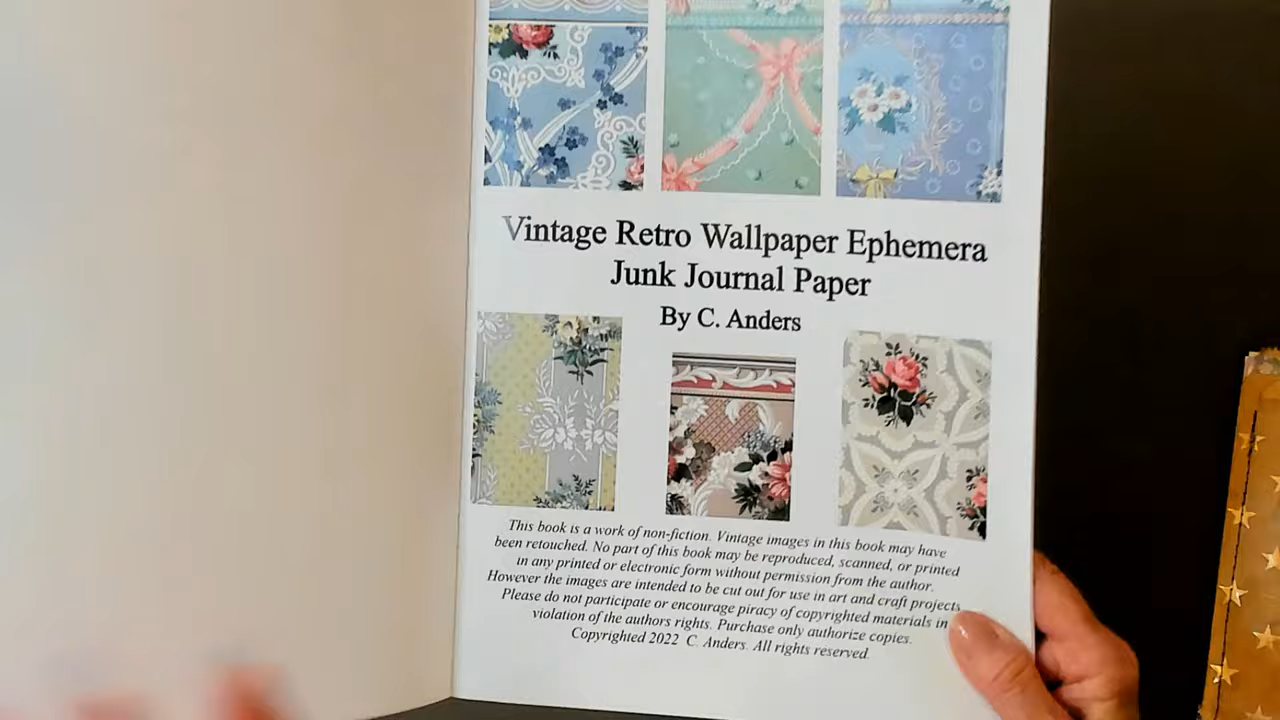 Vintage Retro Wallpaper Ephemera
Junk Journal Paper
By C. Anders
This book is a work of non-fiction. Vintage images in this book may have
been retouched. No part of this book may be reproduced, scanned, or printed
in any printed or electronic form without permission from the author.
However the images are intended to be cut out for use in art and craft projects.
Please do not participate or encourage piracy of copyrighted materials in
violation of the authors rights. Purchase only authorize copies.
Copyrighted 2022 C. Anders. All rights reserved.